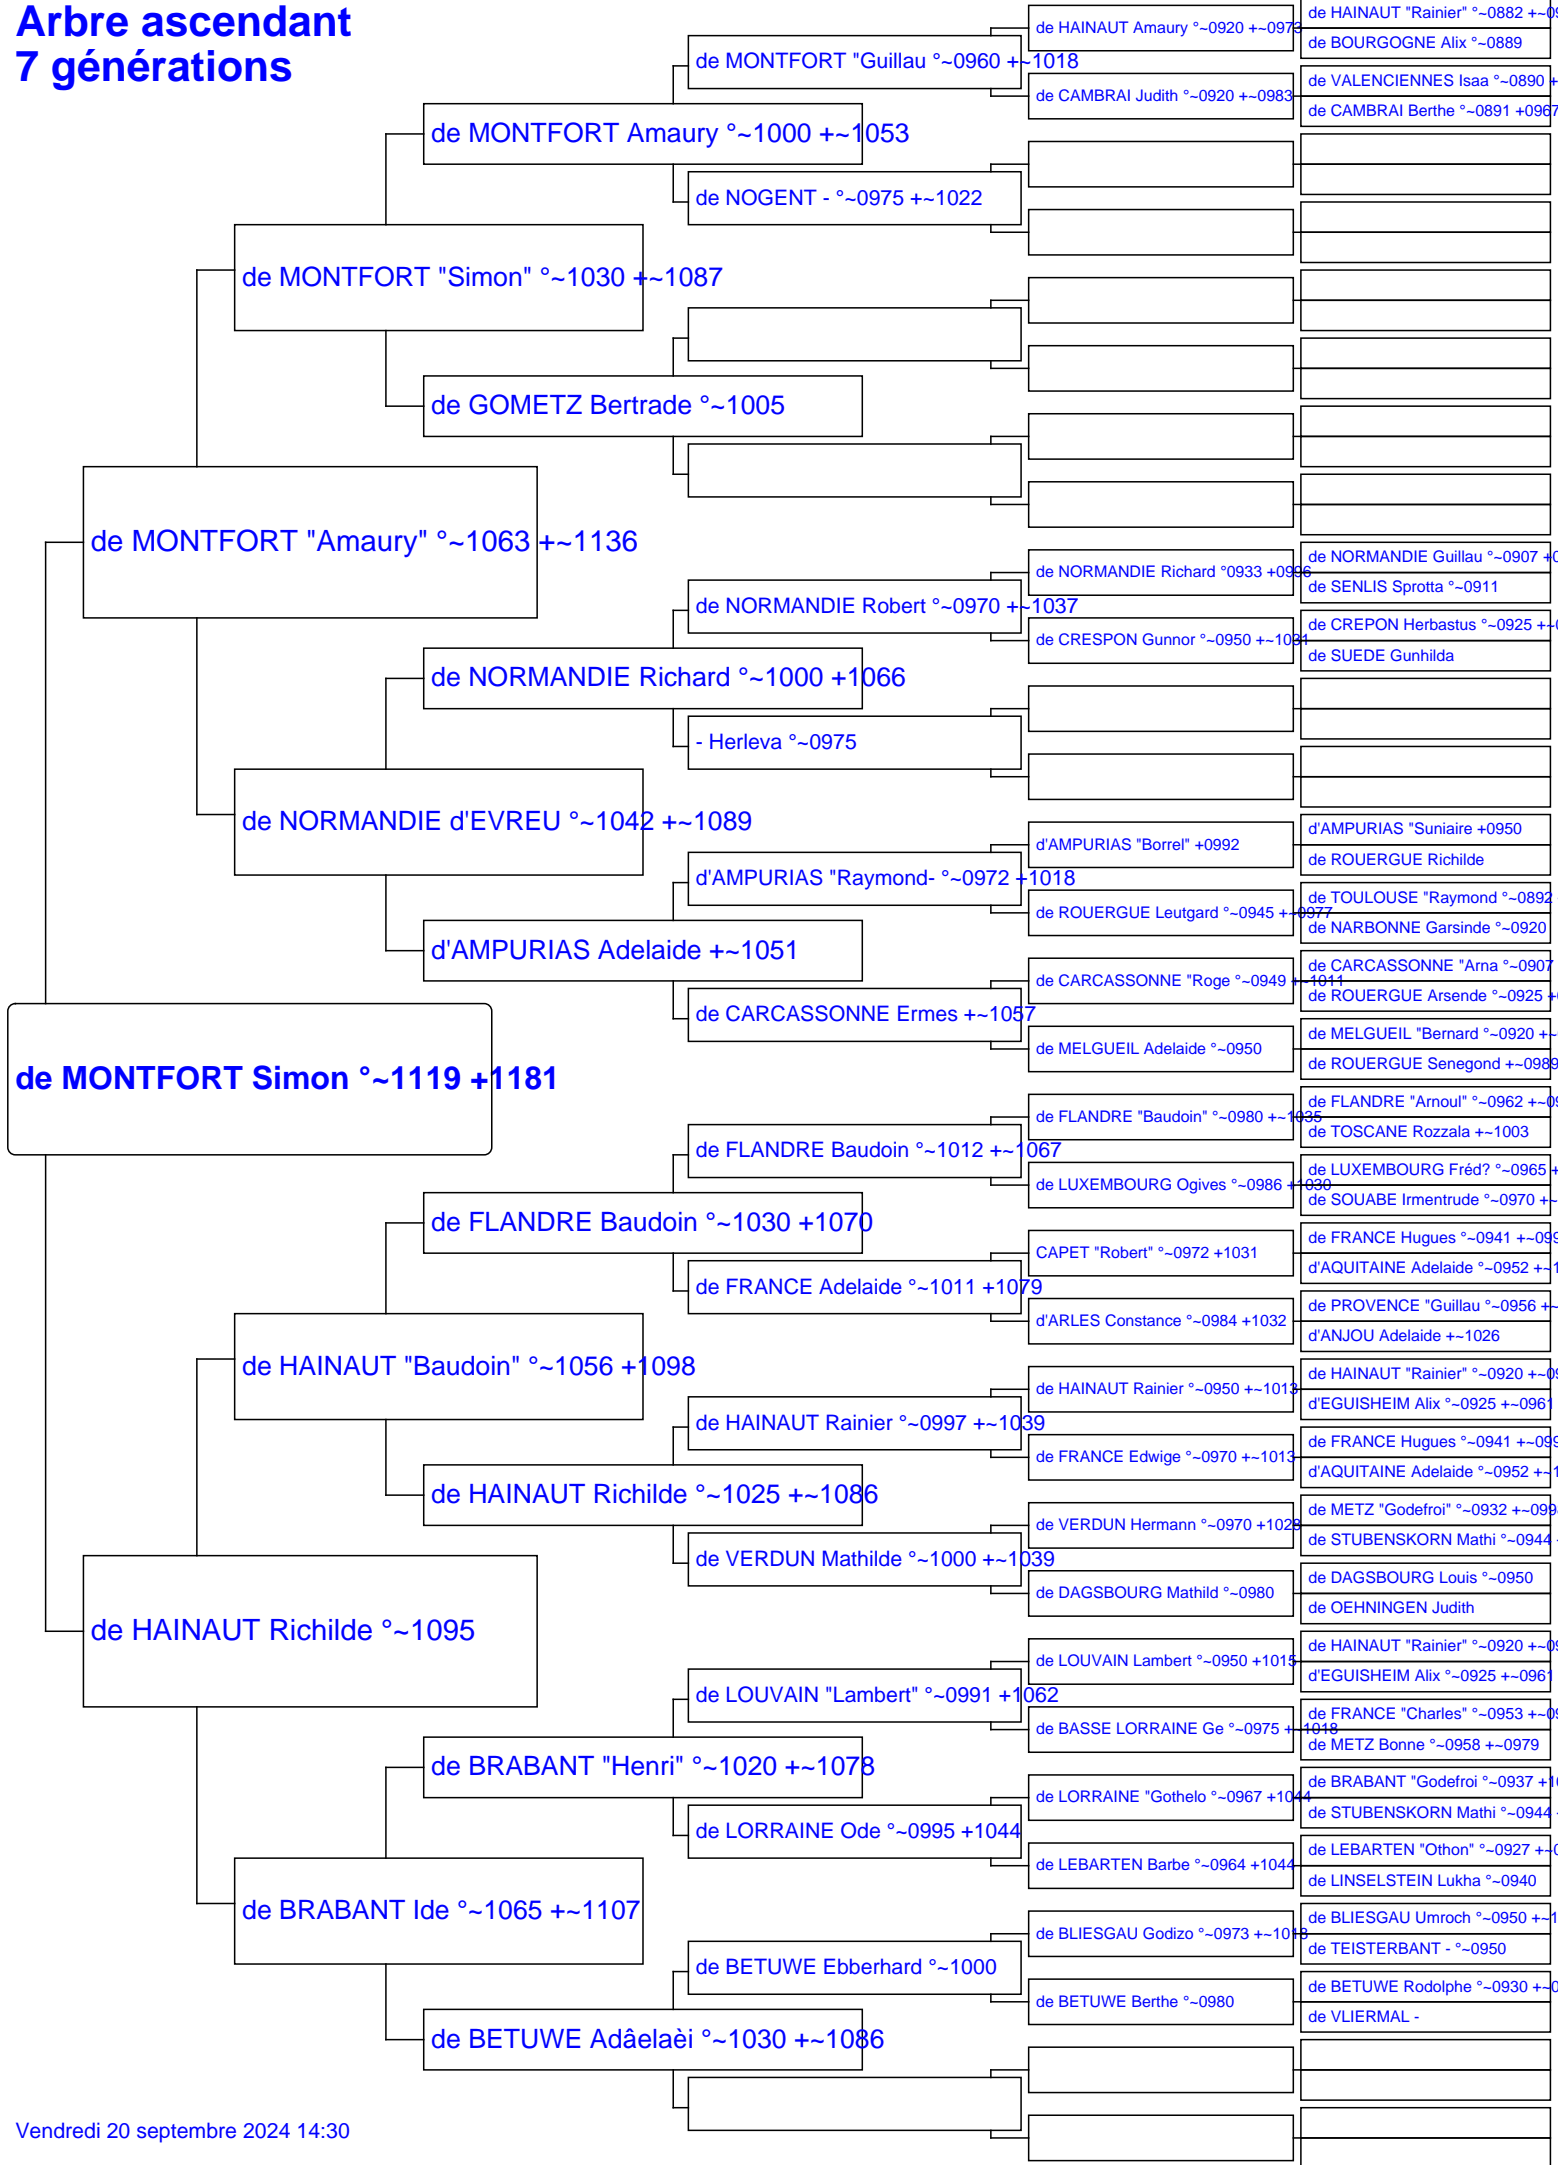 Arbre ascendant
7 générations
de MONTFORT Simon °~1119 +1181
de MONTFORT "Amaury" °~1063 +~1136
de HAINAUT Richilde °~1095
de MONTFORT "Simon" °~1030 +~1087
de NORMANDIE d'EVREU °~1042 +~1089
de HAINAUT "Baudoin" °~1056 +1098
de BRABANT Ide °~1065 +~1107
de MONTFORT Amaury °~1000 +~1053
de GOMETZ Bertrade °~1005
de NORMANDIE Richard °~1000 +1066
d'AMPURIAS Adelaide +~1051
de FLANDRE Baudoin °~1030 +1070
de HAINAUT Richilde °~1025 +~1086
de BRABANT "Henri" °~1020 +~1078
de BETUWE Adâelaèi °~1030 +~1086
de MONTFORT "Guillau °~0960 +~1018
de NOGENT - °~0975 +~1022
de NORMANDIE Robert °~0970 +~1037
- Herleva °~0975
d'AMPURIAS "Raymond- °~0972 +1018
de CARCASSONNE Ermes +~1057
de FLANDRE Baudoin °~1012 +~1067
de FRANCE Adelaide °~1011 +1079
de HAINAUT Rainier °~0997 +~1039
de VERDUN Mathilde °~1000 +~1039
de LOUVAIN "Lambert" °~0991 +1062
de LORRAINE Ode °~0995 +1044
de BETUWE Ebberhard °~1000
de HAINAUT Amaury °~0920 +~0973
de CAMBRAI Judith °~0920 +~0983
de NORMANDIE Richard °0933 +0996
de CRESPON Gunnor °~0950 +~1031
d'AMPURIAS "Borrel" +0992
de ROUERGUE Leutgard °~0945 +~0977
de CARCASSONNE "Roge °~0949 +~1011
de MELGUEIL Adelaide °~0950
de FLANDRE "Baudoin" °~0980 +~1035
de LUXEMBOURG Ogives °~0986 +1030
CAPET "Robert" °~0972 +1031
d'ARLES Constance °~0984 +1032
de HAINAUT Rainier °~0950 +~1013
de FRANCE Edwige °~0970 +~1013
de VERDUN Hermann °~0970 +1028
de DAGSBOURG Mathild °~0980
de LOUVAIN Lambert °~0950 +1015
de BASSE LORRAINE Ge °~0975 +~1018
de LORRAINE "Gothelo °~0967 +1044
de LEBARTEN Barbe °~0964 +1044
de BLIESGAU Godizo °~0973 +~1018
de BETUWE Berthe °~0980
de HAINAUT "Rainier" °~0882 +~09
de BOURGOGNE Alix °~0889
de VALENCIENNES Isaa °~0890 +
de CAMBRAI Berthe °~0891 +0967
de NORMANDIE Guillau °~0907 +0
de SENLIS Sprotta °~0911
de CREPON Herbastus °~0925 +~0
de SUEDE Gunhilda
d'AMPURIAS "Suniaire +0950
de ROUERGUE Richilde
de TOULOUSE "Raymond °~0892
de NARBONNE Garsinde °~0920
de CARCASSONNE "Arna °~0907
de ROUERGUE Arsende °~0925 +
de MELGUEIL "Bernard °~0920 +~
de ROUERGUE Senegond +~0989
de FLANDRE "Arnoul" °~0962 +~09
de TOSCANE Rozzala +~1003
de LUXEMBOURG Fréd? °~0965 +
de SOUABE Irmentrude °~0970 +~
de FRANCE Hugues °~0941 +~099
d'AQUITAINE Adelaide °~0952 +~1
de PROVENCE "Guillau °~0956 +~
d'ANJOU Adelaide +~1026
de HAINAUT "Rainier" °~0920 +~09
d'EGUISHEIM Alix °~0925 +~0961
de FRANCE Hugues °~0941 +~099
d'AQUITAINE Adelaide °~0952 +~1
de METZ "Godefroi" °~0932 +~099
de STUBENSKORN Mathi °~0944
de DAGSBOURG Louis °~0950
de OEHNINGEN Judith
de HAINAUT "Rainier" °~0920 +~09
d'EGUISHEIM Alix °~0925 +~0961
de FRANCE "Charles" °~0953 +~09
de METZ Bonne °~0958 +~0979
de BRABANT "Godefroi °~0937 +1
de STUBENSKORN Mathi °~0944
de LEBARTEN "Othon" °~0927 +~0
de LINSELSTEIN Lukha °~0940
de BLIESGAU Umroch °~0950 +~1
de TEISTERBANT - °~0950
de BETUWE Rodolphe °~0930 +~0
de VLIERMAL -
Vendredi 20 septembre 2024 14:30